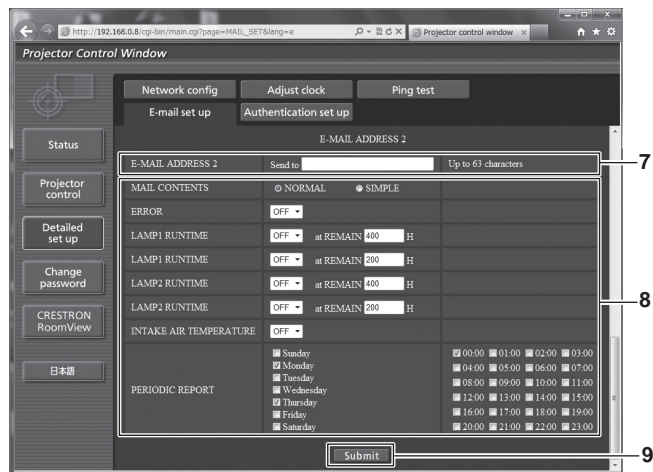 http://192.168.0.8/cgi-bin/main.cgi?page=MAIL_SET&lang=e
Projector control window
Projector Control Window
Network config
Adjust clock
Ping test
E-mail set up
Authentication set up
Status
Projector control
Detailed set up
Change password
CRESTRON RoomView
日本語
E-MAIL ADDRESS 2
E-MAIL ADDRESS 2 Send to Up to 63 characters
7
MAIL CONTENTS NORMAL SIMPLE
ERROR OFF
LAMP1 RUNTIME OFF at REMAIN 400 H
LAMP1 RUNTIME OFF at REMAIN 200 H
LAMP2 RUNTIME OFF at REMAIN 400 H
LAMP2 RUNTIME OFF at REMAIN 200 H
INTAKE AIR TEMPERATURE OFF
8
PERIODIC REPORT
Sunday
Monday
Tuesday
Wednesday
Thursday
Friday
Saturday
00:00 01:00 02:00 03:00
04:00 05:00 06:00 07:00
08:00 09:00 10:00 11:00
12:00 13:00 14:00 15:00
16:00 17:00 18:00 19:00
20:00 21:00 22:00 23:00
Submit
9